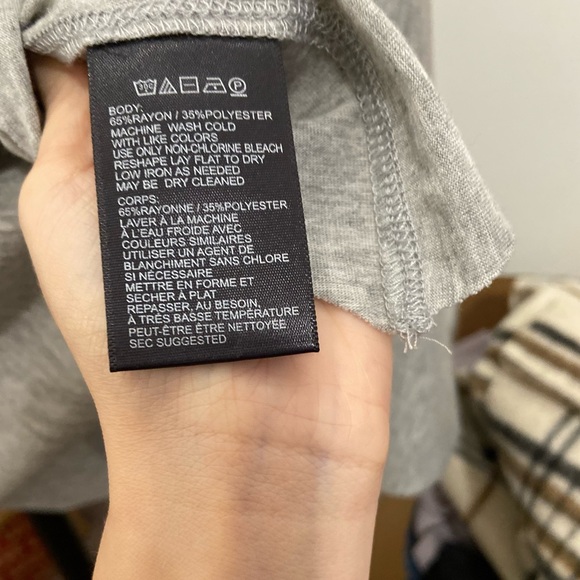 30C P
BODY:
65%RAYON / 35%POLYESTER
MACHINE WASH COLD
WITH LIKE COLORS
USE ONLY NON-CHLORINE BLEACH
RESHAPE LAY FLAT TO DRY
LOW IRON AS NEEDED
MAY BE DRY CLEANED
CORPS:
65%RAYONNE / 35%POLYESTER
LAVER À LA MACHINE
À L'EAU FROIDE AVEC
COULEURS SIMILAIRES
UTILISER UN AGENT DE
BLANCHIMENT SANS CHLORE
SI NÉCESSAIRE
METTRE EN FORME ET
SECHER À PLAT
REPASSER, AU BESOIN,
À TRÉS BASSE TEMPÉRATURE
PEUT-ÊTRE ÊTRE NETTOYÉE
SEC SUGGESTED